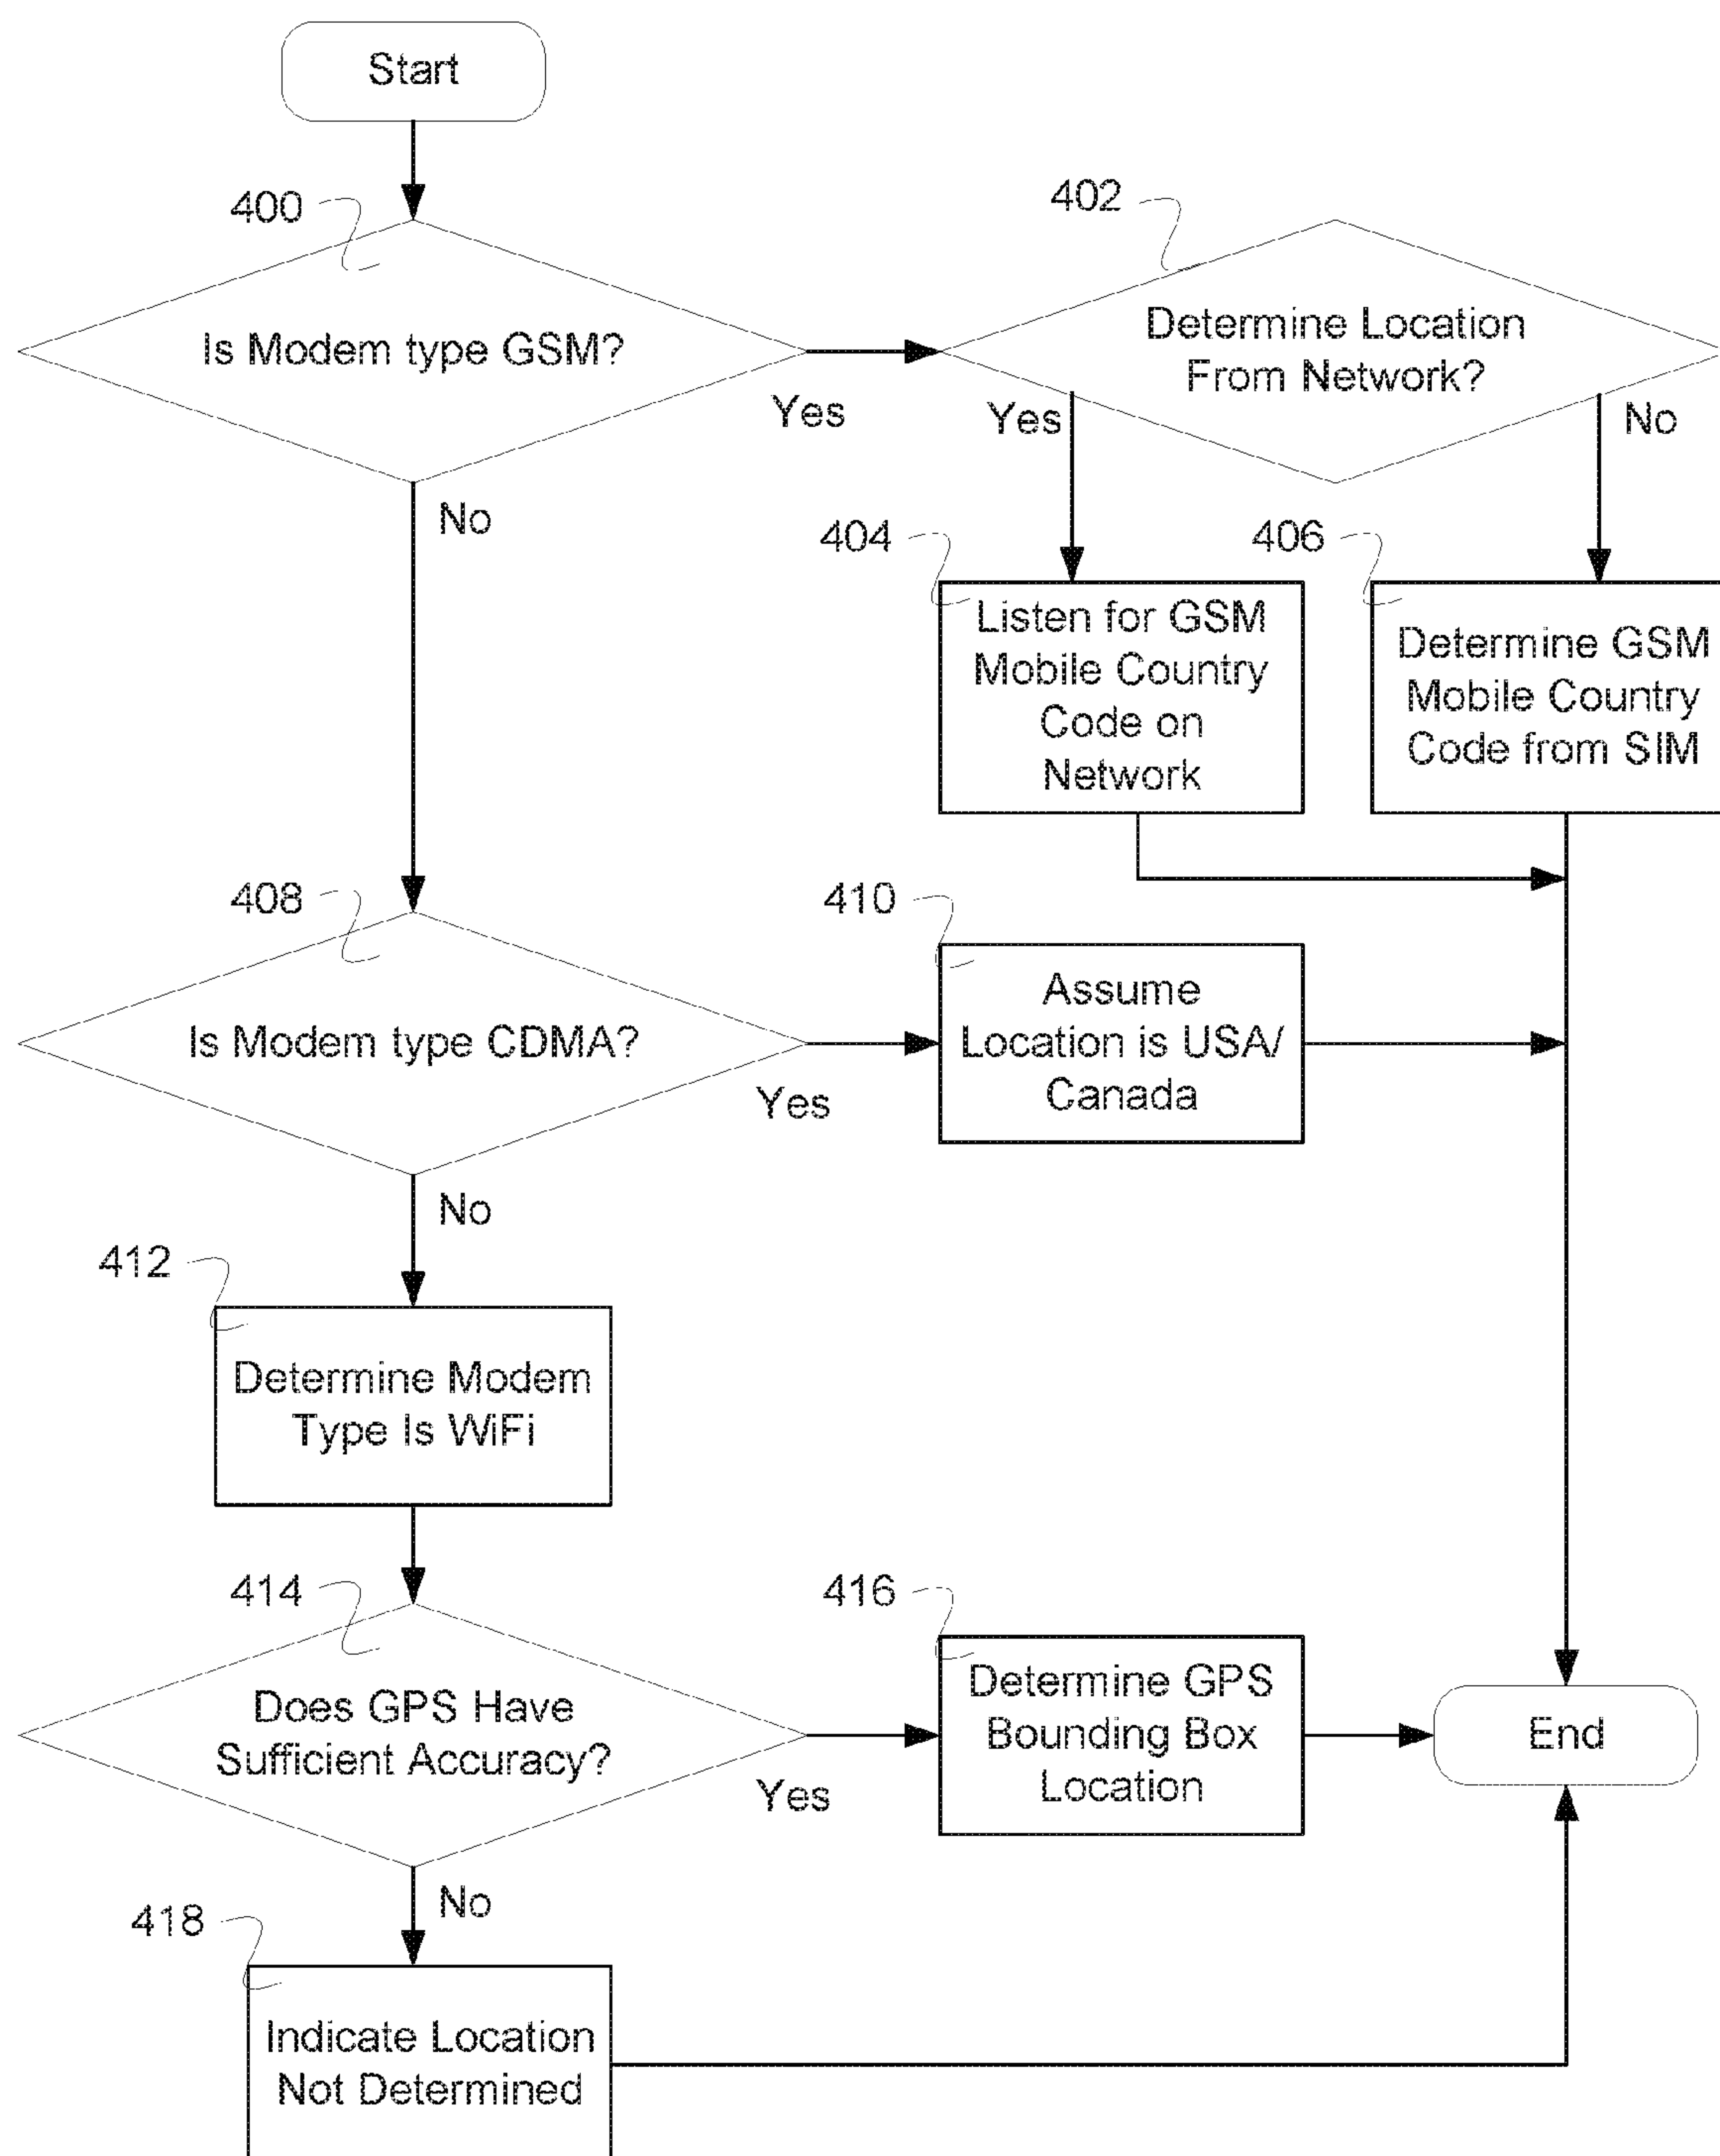 Start
400
Is Modem type GSM?
Yes
No
402
Determine Location
From Network?
Yes
No
404
Listen for GSM
Mobile Country
Code on
Network
406
Determine GSM
Mobile Country
Code from SIM
408
Is Modem type CDMA?
Yes
No
410
Assume
Location is USA/
Canada
412
Determine Modem
Type Is WiFi
414
Does GPS Have
Sufficient Accuracy?
Yes
No
416
Determine GPS
Bounding Box
Location
End
418
Indicate Location
Not Determined